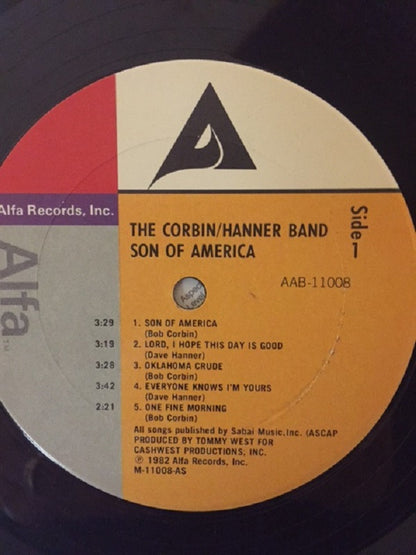 Alfa Records, Inc.
Alfa™
THE CORBIN/HANNER BAND
SON OF AMERICA
Side 1
AAB-11008
3:29 1. SON OF AMERICA
(Bob Corbin)
3:19 2. LORD, I HOPE THIS DAY IS GOOD
(Dave Hanner)
3:28 3. OKLAHOMA CRUDE
(Bob Corbin)
3:42 4. EVERYONE KNOWS I'M YOURS
(Dave Hanner)
2:21 5. ONE FINE MORNING
(Bob Corbin)
All songs published by Sabal Music, Inc. (ASCAP
PRODUCED BY TOMMY WEST FOR
CASHWEST PRODUCTIONS, INC.
℗ 1982 Alfa Records, Inc.
M-11008-AS